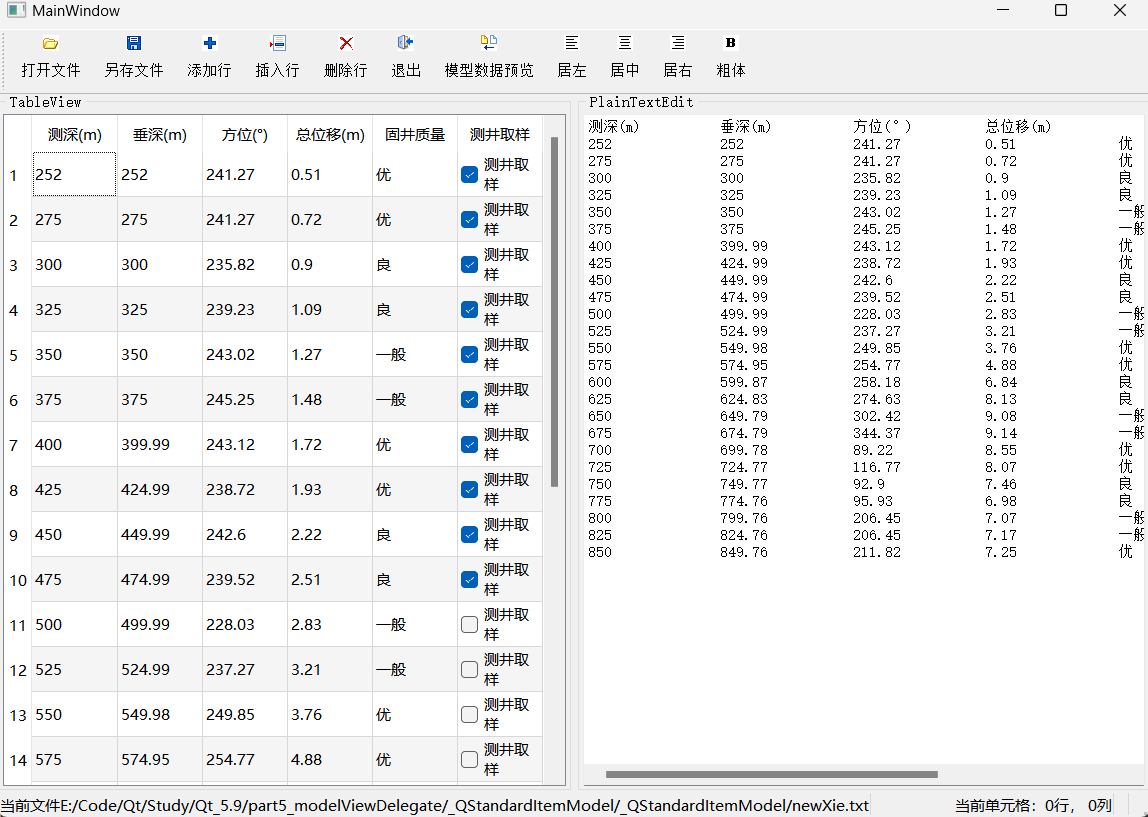 MainWindow
打开文件 另存文件 添加行 插入行 删除行 退出 模型数据预览 居左 居中 居右 B 粗体
TableView
测深(m) 垂深(m) 方位(°) 总位移(m) 固井质量 测井取样
1 252 252 241.27 0.51 优 测井取样
2 275 275 241.27 0.72 优 测井取样
3 300 300 235.82 0.9 良 测井取样
4 325 325 239.23 1.09 良 测井取样
5 350 350 243.02 1.27 一般 测井取样
6 375 375 245.25 1.48 一般 测井取样
7 400 399.99 243.12 1.72 优 测井取样
8 425 424.99 238.72 1.93 优 测井取样
9 450 449.99 242.6 2.22 良 测井取样
10 475 474.99 239.52 2.51 良 测井取样
11 500 499.99 228.03 2.83 一般 测井取样
12 525 524.99 237.27 3.21 一般 测井取样
13 550 549.98 249.85 3.76 优 测井取样
14 575 574.95 254.77 4.88 优 测井取样
PlainTextEdit
测深(m) 垂深(m) 方位(°) 总位移(m)
252 252 241.27 0.51 优
275 275 241.27 0.72 优
300 300 235.82 0.9 良
325 325 239.23 1.09 良
350 350 243.02 1.27 一般
375 375 245.25 1.48 一般
400 399.99 243.12 1.72 优
425 424.99 238.72 1.93 优
450 449.99 242.6 2.22 良
475 474.99 239.52 2.51 良
500 499.99 228.03 2.83 一般
525 524.99 237.27 3.21 一般
550 549.98 249.85 3.76 优
575 574.95 254.77 4.88 优
600 599.87 258.18 6.84 良
625 624.83 274.63 8.13 良
650 649.79 302.42 9.08 一般
675 674.79 344.37 9.14 一般
700 699.78 89.22 8.55 优
725 724.77 116.77 8.07 优
750 749.77 92.9 7.46 良
775 774.76 95.93 6.98 良
800 799.76 206.45 7.07 一般
825 824.76 206.45 7.17 一般
850 849.76 211.82 7.25 优
当前文件E:/Code/Qt/Study/Qt_5.9/part5_modelViewDelegate/_QStandardItemModel/_QStandardItemModel/newXie.txt
当前单元格：0行， 0列